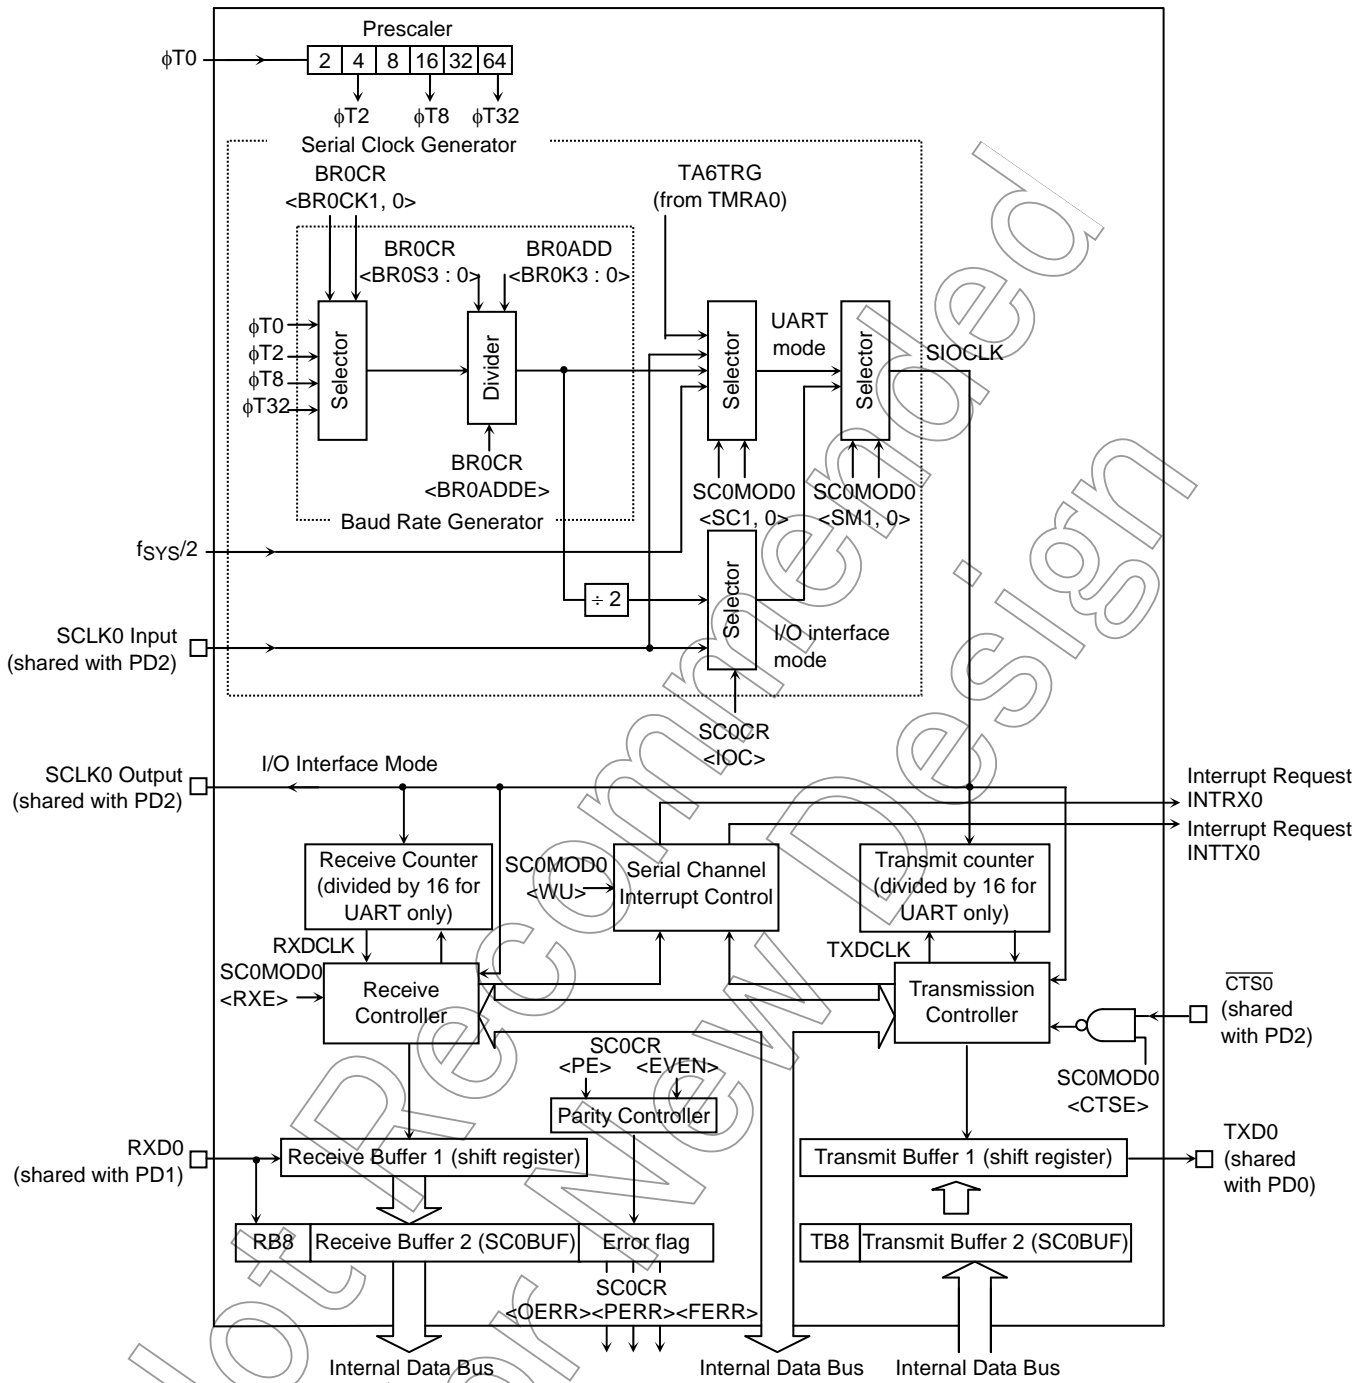 Prescaler
ϕT0
2 4 8 16 32 64
ϕT2 ϕT8 ϕT32
Serial Clock Generator
BR0CR
<BR0CK1, 0>
TA6TRG
(from TMRA0)
BR0CR
<BR0S3 : 0>
BR0ADD
<BR0K3 : 0>
ϕT0
ϕT2
ϕT8
ϕT32
Selector
Divider
Selector
UART
mode
Selector
SIOCLK
BR0CR
<BR0ADDE>
Baud Rate Generator
SC0MOD0
<SC1, 0>
SC0MOD0
<SM1, 0>
fSYS/2
÷ 2
Selector
I/O interface
mode
SCLK0 Input
(shared with PD2)
SC0CR
<IOC>
SCLK0 Output
(shared with PD2)
I/O Interface Mode
Interrupt Request
INTRX0
Interrupt Request
INTTX0
Receive Counter
(divided by 16 for
UART only)
SC0MOD0
<WU>
Serial Channel
Interrupt Control
Transmit counter
(divided by 16 for
UART only)
RXDCLK
TXDCLK
SC0MOD0
<RXE>
Receive
Controller
Transmission
Controller
CTS0
(shared
with PD2)
SC0MOD0
<CTSE>
SC0CR
<PE> <EVEN>
Parity Controller
RXD0
(shared with PD1)
Receive Buffer 1 (shift register)
Transmit Buffer 1 (shift register)
TXD0
(shared
with PD0)
RB8 Receive Buffer 2 (SC0BUF) Error flag
TB8 Transmit Buffer 2 (SC0BUF)
SC0CR
<OERR><PERR><FERR>
Internal Data Bus
Internal Data Bus
Internal Data Bus
Not Recommended
for New Design